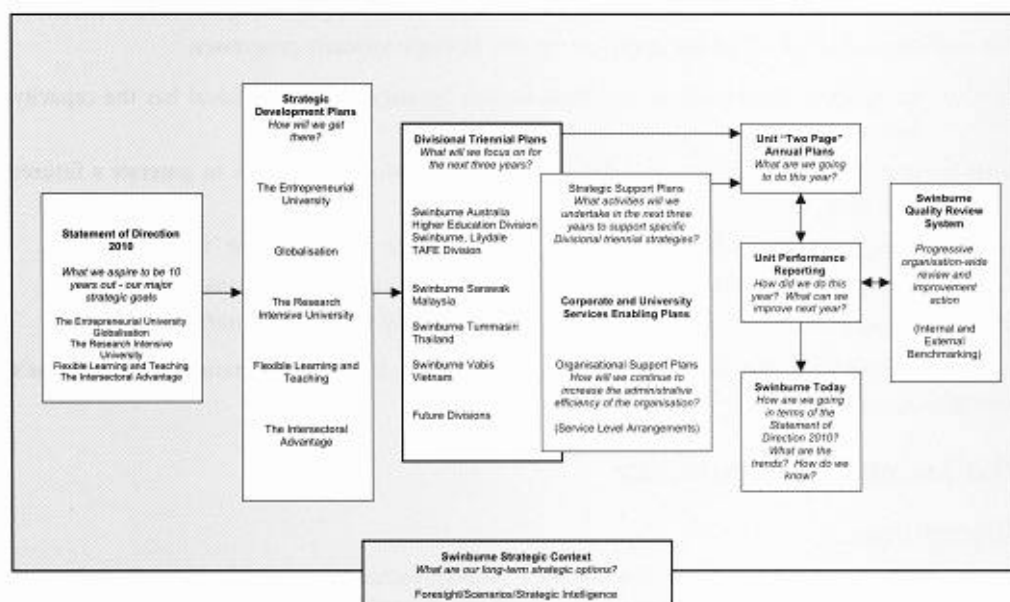 Statement of Direction
2010
What we aspire to be 10
years out - our major
strategic goals
The Entrepreneurial University
Globalisation
The Research Intensive
University
Flexible Learning and Teaching
The Intersectoral Advantage
Strategic
Development Plans
How will we get
there?
The Entrepreneurial
University
Globalisation
The Research
Intensive University
Flexible Learning and
Teaching
The Intersectoral
Advantage
Divisional Triennial Plans
What will we focus on for
the next three years?
Swinburne Australia
Higher Education Division
Swinburne, Lilydale
TAFE Division
Swinburne Sarawak
Malaysia
Swinburne Tummasiri
Thailand
Swinburne Vabis
Vietnam
Future Divisions
Strategic Support Plans
What activities will we
undertake in the next three
years to support specific
Divisional triennial strategies?
Corporate and University
Services Enabling Plans
Organisational Support Plans
How will we continue to
increase the administrative
efficiency of the organisation?
(Service Level Arrangements)
Unit "Two Page"
Annual Plans
What are we going
to do this year?
Unit Performance
Reporting
How did we do this
year? What can we
improve next year?
Swinburne Today
How are we going
in terms of the
Statement of
Direction 2010?
What are the
trends? How do we
know?
Swinburne
Quality Review
System
Progressive
organisation-wide
review and
improvement
action
(Internal and
External
Benchmarking)
Swinburne Strategic Context
What are our long-term strategic options?
Foresight/Scenarios/Strategic Intelligence